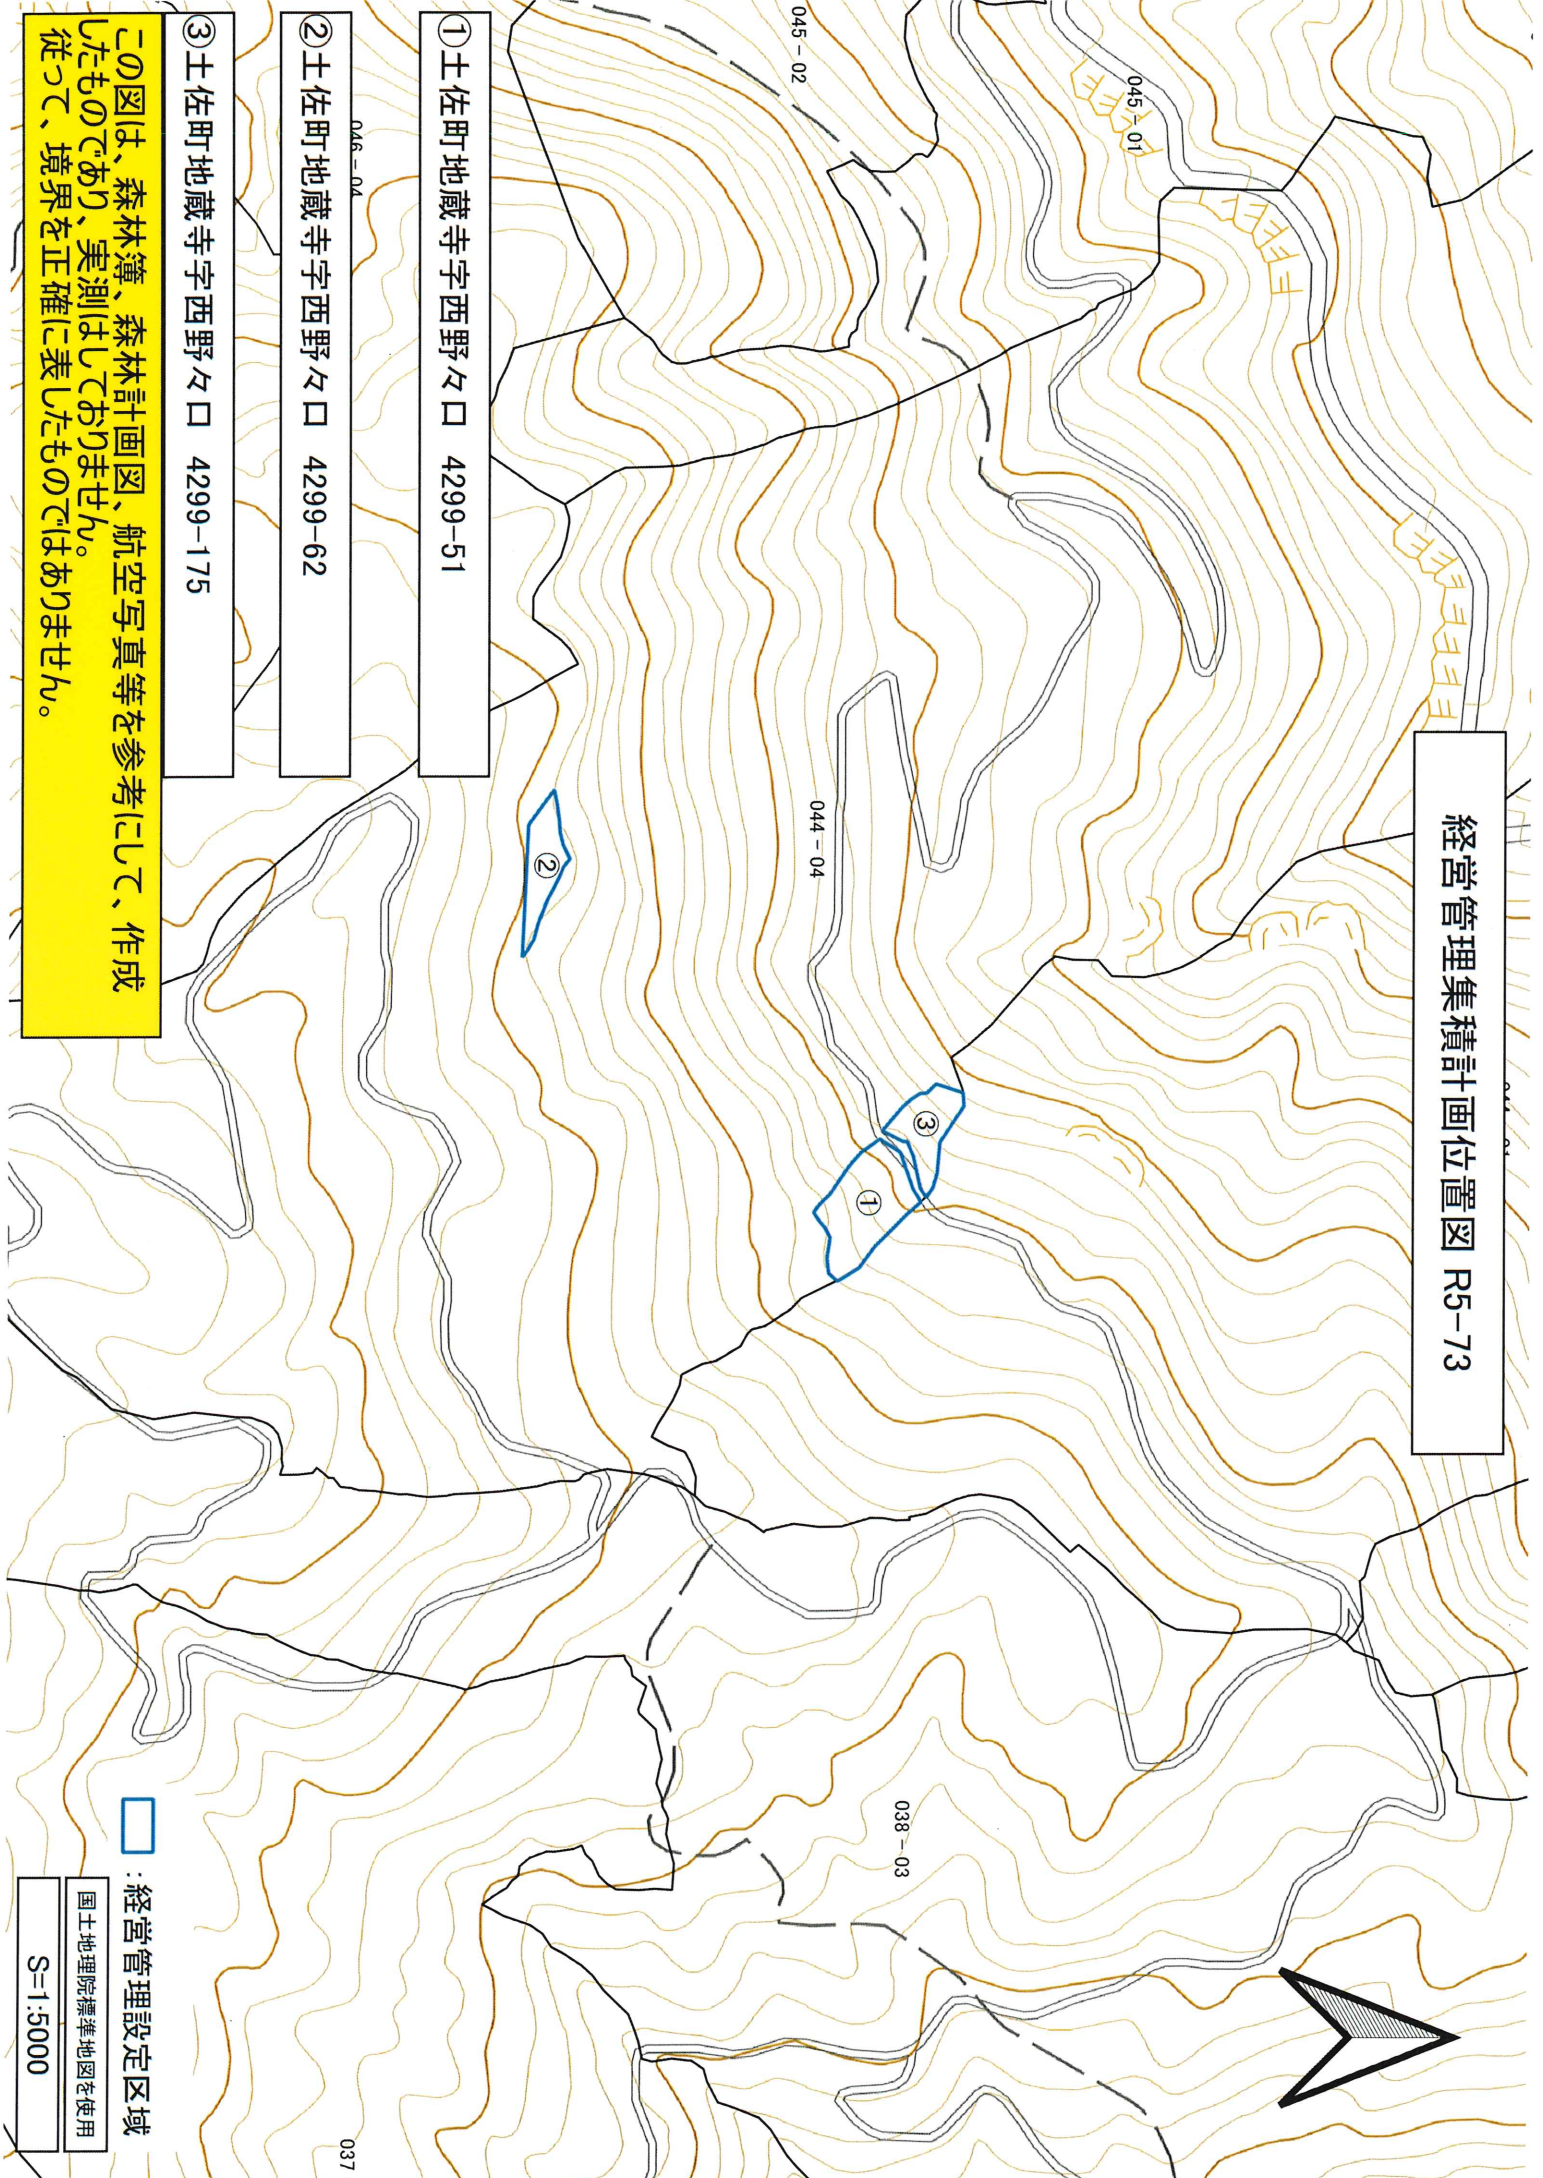 経営管理集積計画位置図 R5-73
045-01
045-02
044-04
③
①
②
038-03
046-04
037
①土佐町地蔵寺字西野々口 4299-51
②土佐町地蔵寺字西野々口 4299-62
③土佐町地蔵寺字西野々口 4299-175
この図は、森林簿、森林計画図、航空写真等を参考にして、作成
したものであり、実測はしておりません。
従って、境界を正確に表したものではありません。
:経営管理設定区域
国土地理院標準地図を使用
S=1:5000